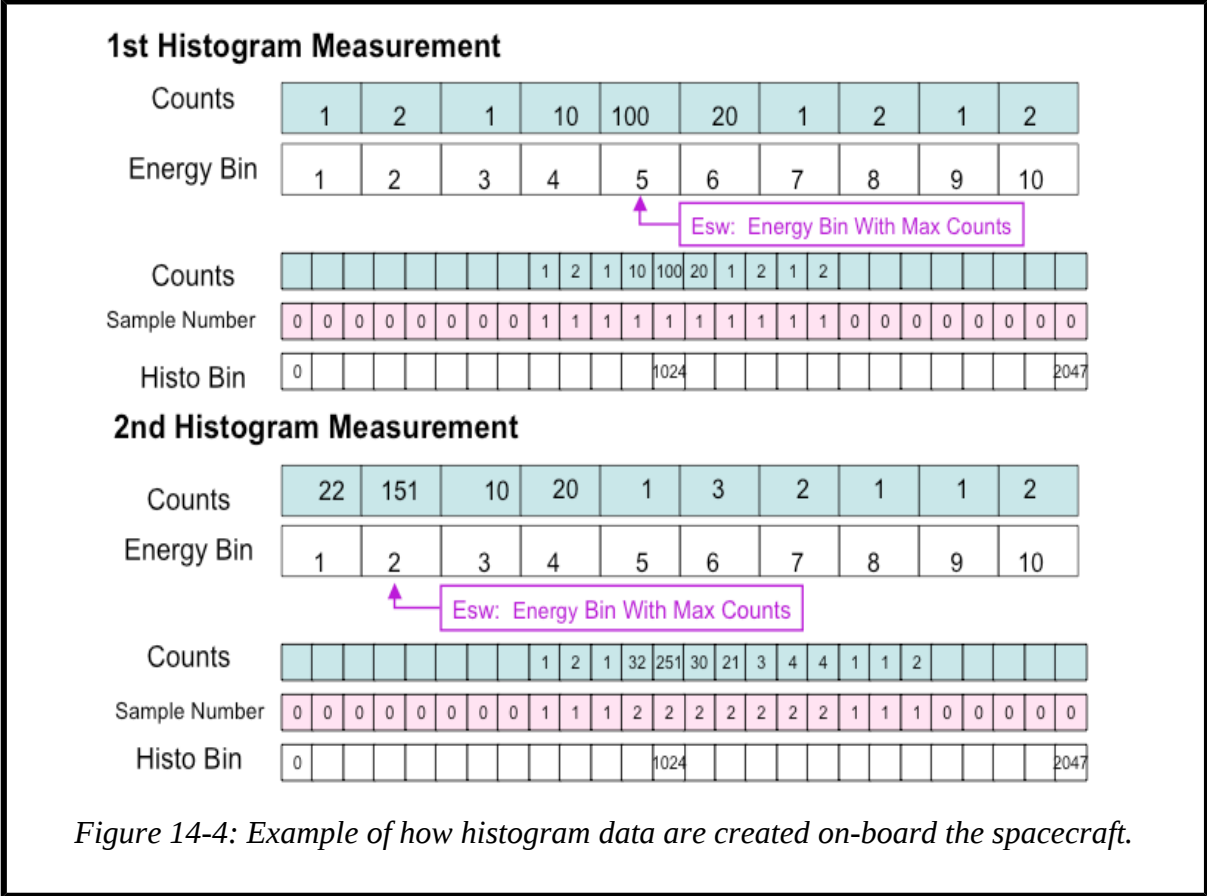 1st Histogram Measurement
Counts 1 2 1 10 100 20 1 2 1 2
Energy Bin 1 2 3 4 5 6 7 8 9 10
Esw: Energy Bin With Max Counts
Counts 1 2 1 10 100 20 1 2 1 2
Sample Number 0 0 0 0 0 0 0 0 1 1 1 1 1 1 1 1 1 1 0 0 0 0 0 0 0 0
Histo Bin 0 1024 2047
2nd Histogram Measurement
Counts 22 151 10 20 1 3 2 1 1 2
Energy Bin 1 2 3 4 5 6 7 8 9 10
Esw: Energy Bin With Max Counts
Counts 1 2 1 32 251 30 21 3 4 4 1 1 2
Sample Number 0 0 0 0 0 0 0 0 1 1 1 2 2 2 2 2 2 2 1 1 1 0 0 0 0 0
Histo Bin 0 1024 2047
Figure 14-4: Example of how histogram data are created on-board the spacecraft.